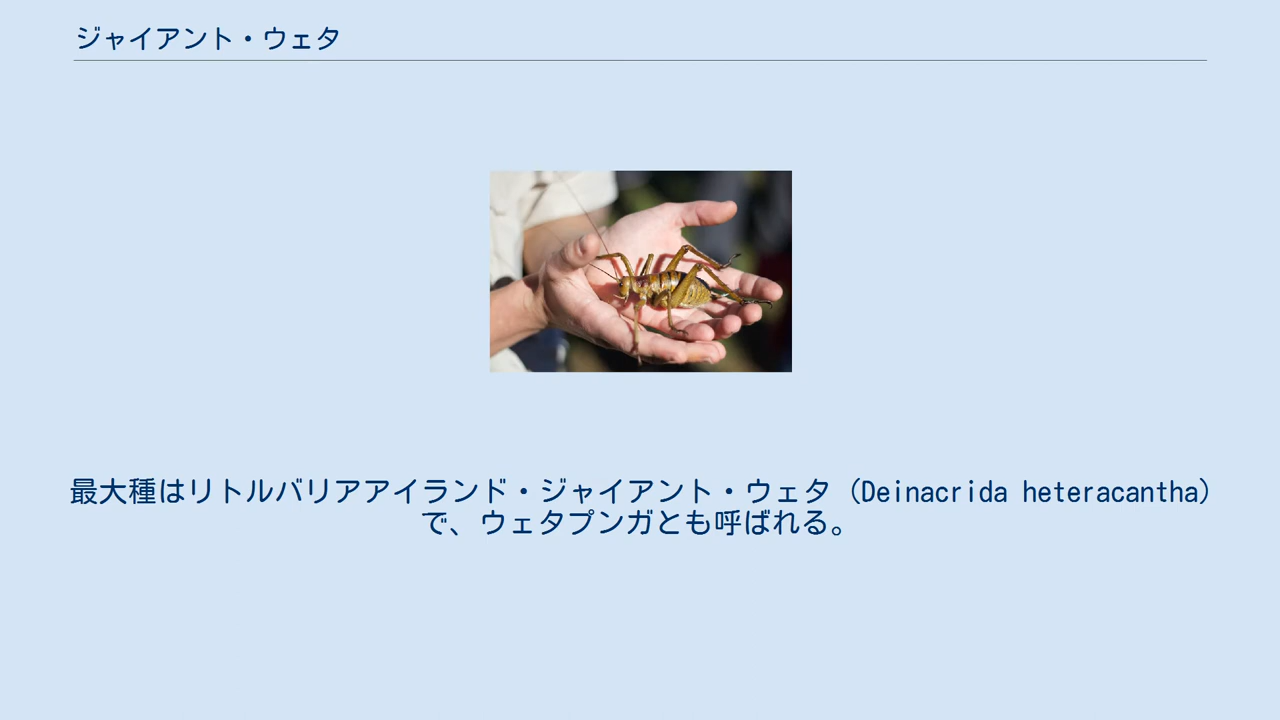 ジャイアント・ウェタ
最大種はリトルバリアアイランド・ジャイアント・ウェタ（Deinacrida heteracantha）
で、ウェタプンガとも呼ばれる。